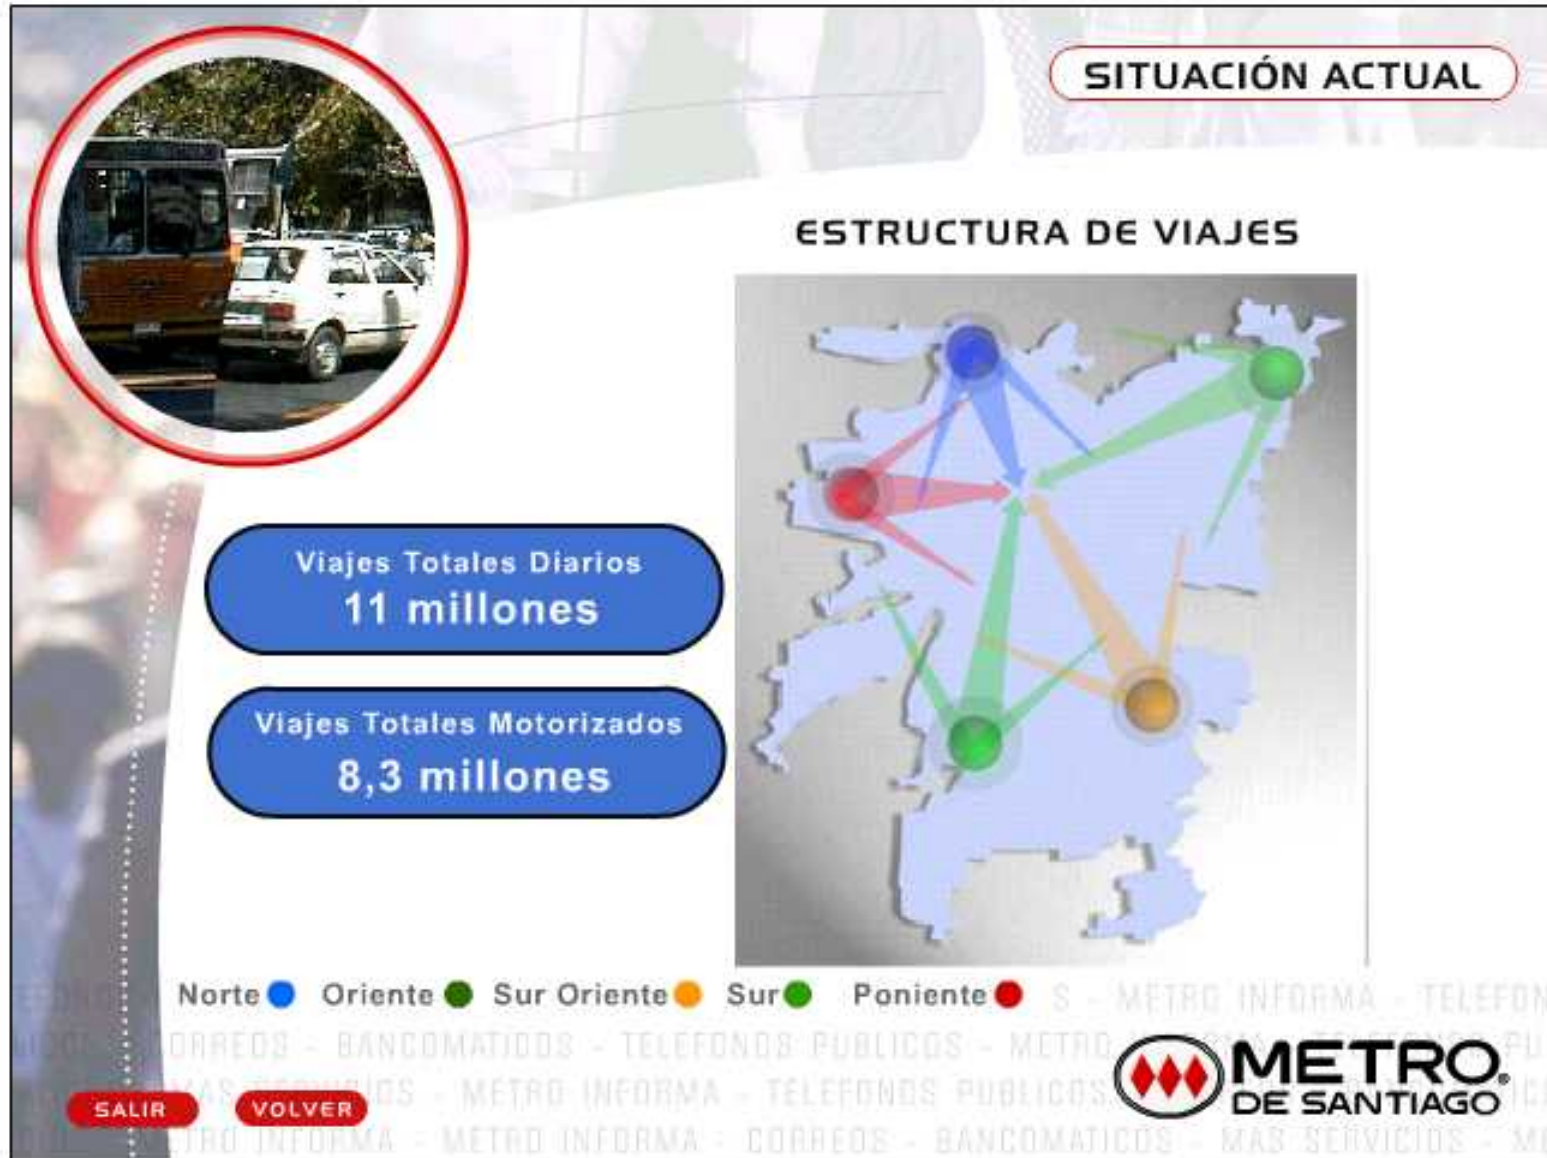 SITUACIÓN ACTUAL
ESTRUCTURA DE VIAJES
Viajes Totales Diarios
11 millones
Viajes Totales Motorizados
8,3 millones
Norte Oriente Sur Oriente Sur Poniente
S - METRO INFORMA - TELEFON
CORREOS - BANCOMATICOS - TELEFONOS PUBLICOS - METRO
METRO INFORMA - TELEFONOS PUBLICOS
METRO INFORMA - METRO INFORMA - CORREOS - BANCOMATICOS - MAS SERVICIOS - ME
METRO
DE SANTIAGO
SALIR VOLVER